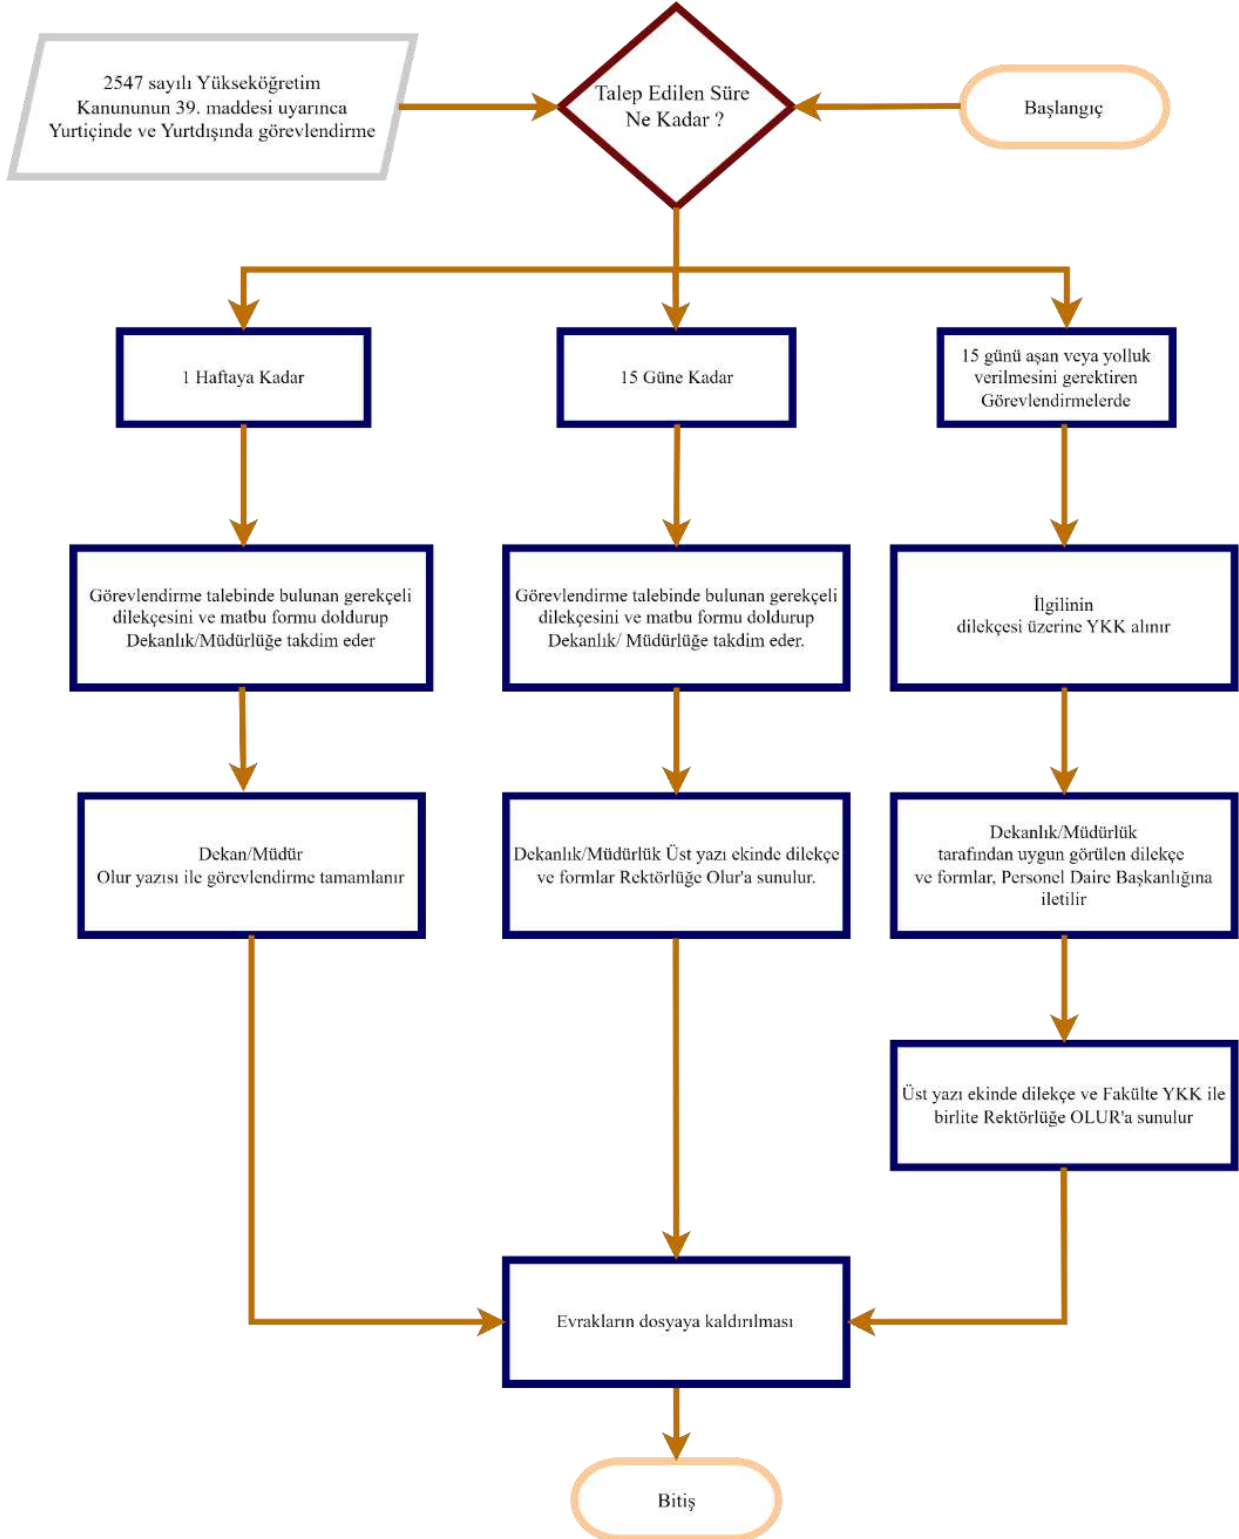 2547 sayılı Yükseköğretim
Kanununun 39. maddesi uyarınca
Yurtiçinde ve Yurtdışında görevlendirme
Talep Edilen Süre
Ne Kadar ?
Başlangıç
1 Haftaya Kadar
15 Güne Kadar
15 günü aşan veya yolluk
verilmesini gerektiren
Görevlendirmelerde
Görevlendirme talebinde bulunan gerekçeli
dilekçesini ve matbu formu doldurup
Dekanlık/Müdürlüğe takdim eder
Görevlendirme talebinde bulunan gerekçeli
dilekçesini ve matbu formu doldurup
Dekanlık/ Müdürlüğe takdim eder.
İlgilinin
dilekçesi üzerine YKK alınır
Dekan/Müdür
Olur yazısı ile görevlendirme tamamlanır
Dekanlık/Müdürlük Üst yazı ekinde dilekçe
ve formlar Rektörlüğe Olur'a sunulur.
Dekanlık/Müdürlük
tarafından uygun görülen dilekçe
ve formlar, Personel Daire Başkanlığına
iletilir
Üst yazı ekinde dilekçe ve Fakülte YKK ile
birlite Rektörlüğe OLUR'a sunulur
Evrakların dosyaya kaldırılması
Bitiş